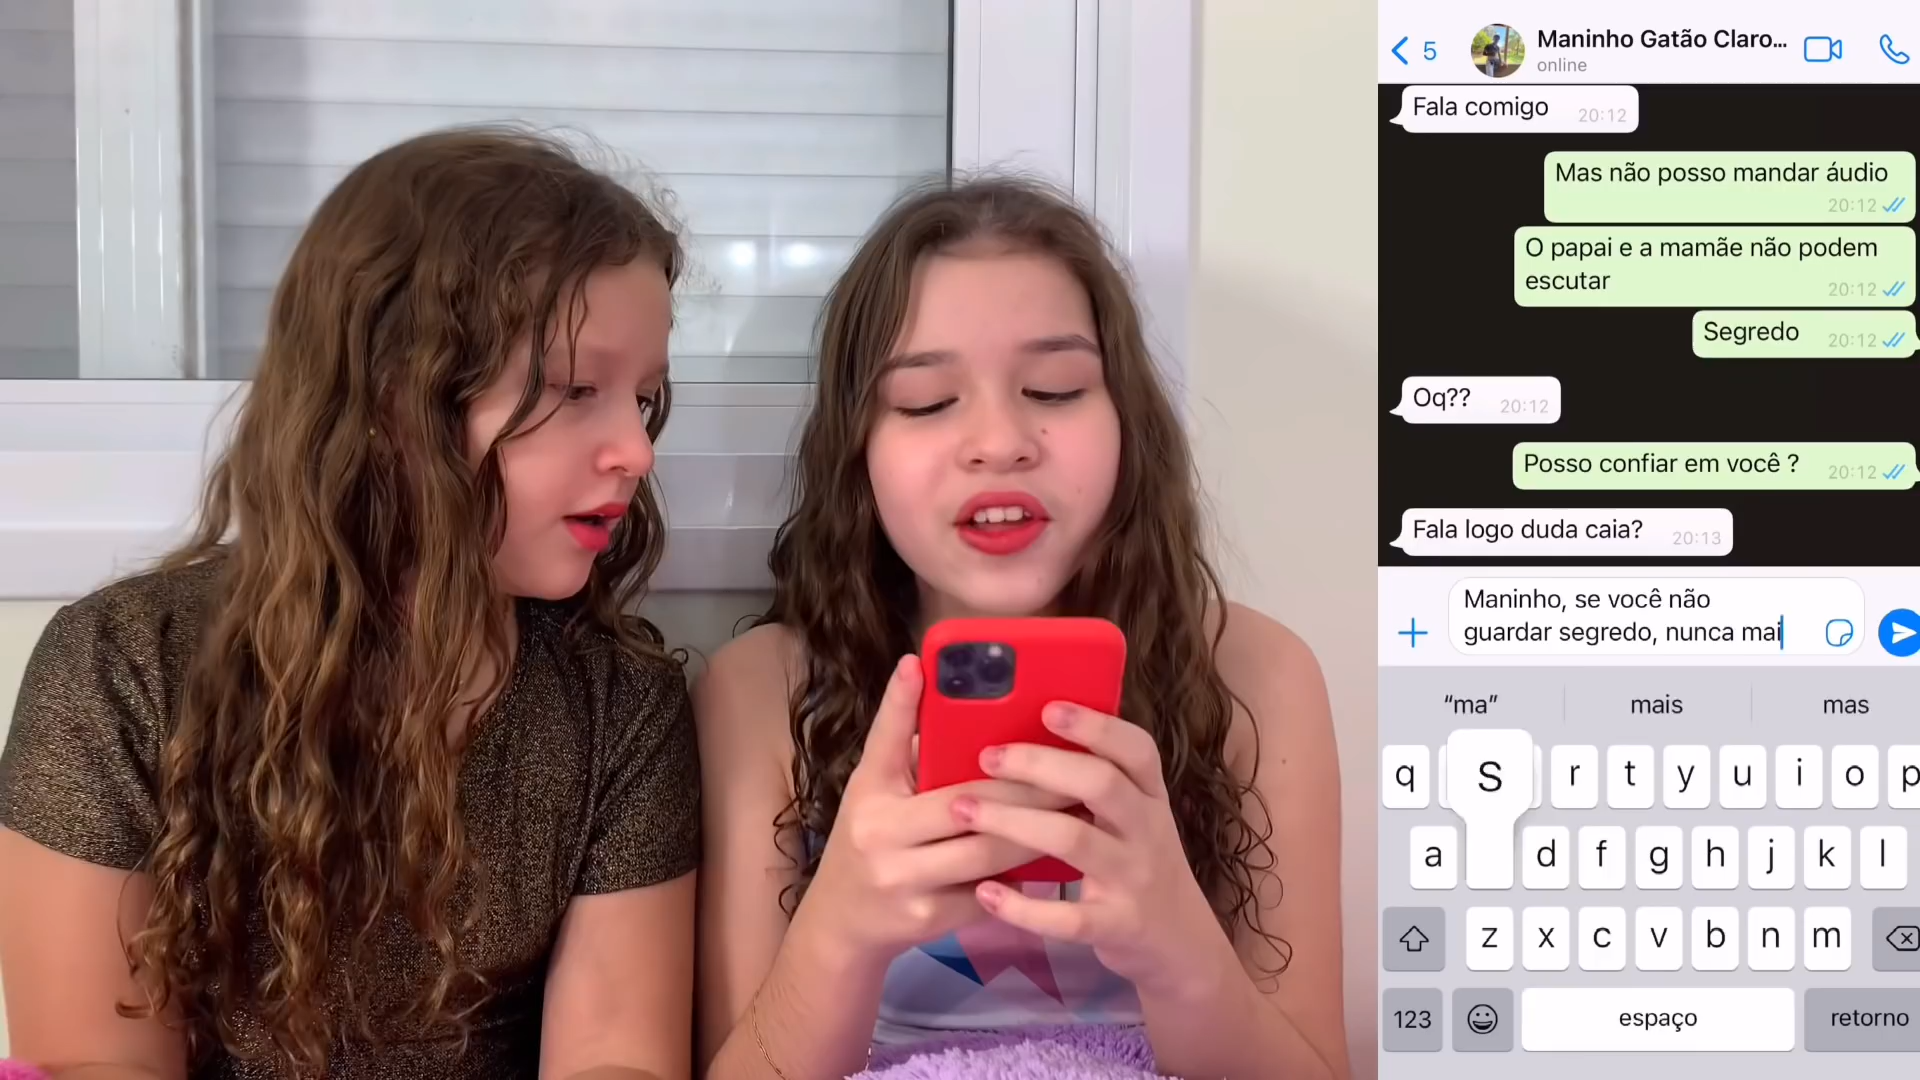 5
Maninho Gatão Claro...
online
Fala comigo 20:12
Mas não posso mandar áudio
20:12
O papai e a mamãe não podem
escutar 20:12
Segredo 20:12
Oq?? 20:12
Posso confiar em você ? 20:12
Fala logo duda caia? 20:13
Maninho, se você não
guardar segredo, nunca mai
“ma” mais mas
q S r t y u i o p
a d f g h j k l
z x c v b n m
123 espaço retorno